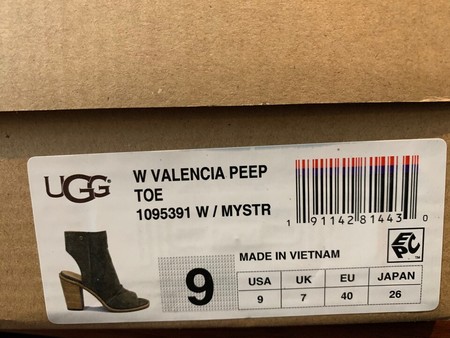 UGG
W VALENCIA PEEP
TOE
1095391 W / MYSTR
1 91142 81443 0
EPC
9
MADE IN VIETNAM
USA UK EU JAPAN
9 7 40 26